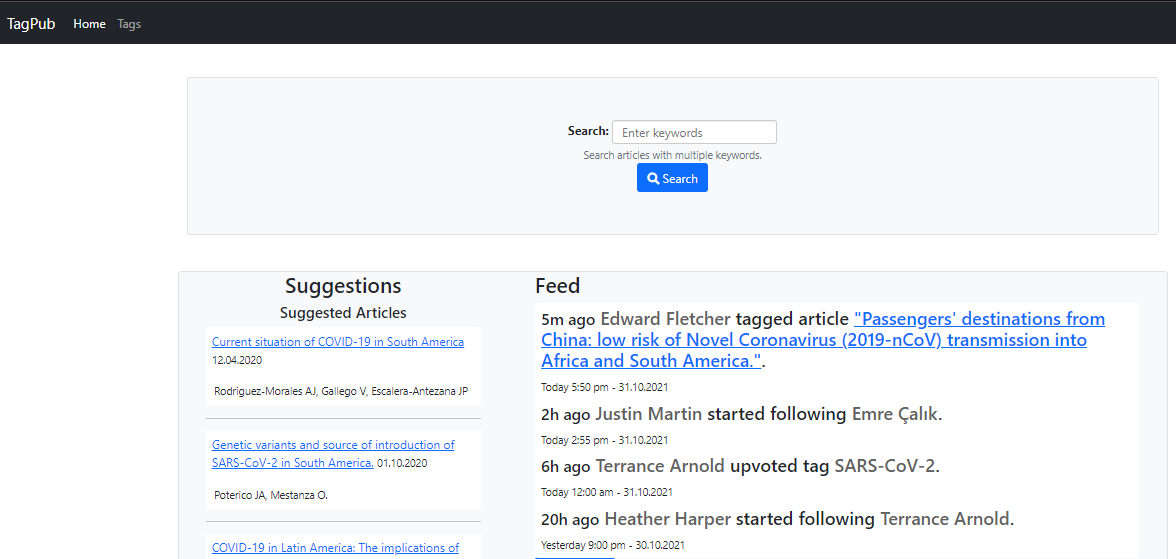 TagPub Home Tags
Search: Enter keywords
Search articles with multiple keywords.
Search
Suggestions
Suggested Articles
Current situation of COVID-19 in South America
12.04.2020
Rodriguez-Morales AJ, Gallego V, Escalera-Antezana JP
Genetic variants and source of introduction of
SARS-CoV-2 in South America. 01.10.2020
Poterico JA, Mestanza O.
COVID-19 in Latin America: The implications of
Feed
5m ago Edward Fletcher tagged article "Passengers' destinations from
China: low risk of Novel Coronavirus (2019-nCoV) transmission into
Africa and South America.".
Today 5:50 pm - 31.10.2021
2h ago Justin Martin started following Emre Çalık.
Today 2:55 pm - 31.10.2021
6h ago Terrance Arnold upvoted tag SARS-CoV-2.
Today 12:00 am - 31.10.2021
20h ago Heather Harper started following Terrance Arnold.
Yesterday 9:00 pm - 30.10.2021